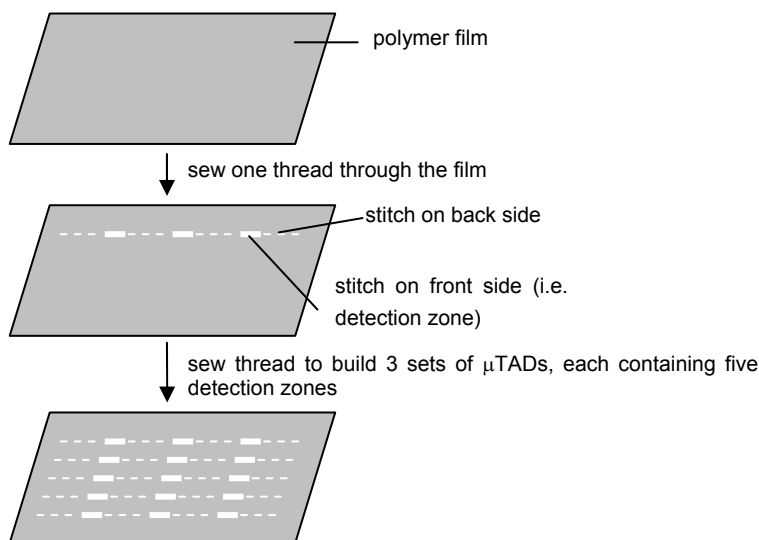 polymer film
sew one thread through the film
stitch on back side
stitch on front side (i.e.
detection zone)
sew thread to build 3 sets of μTADs, each containing five
detection zones